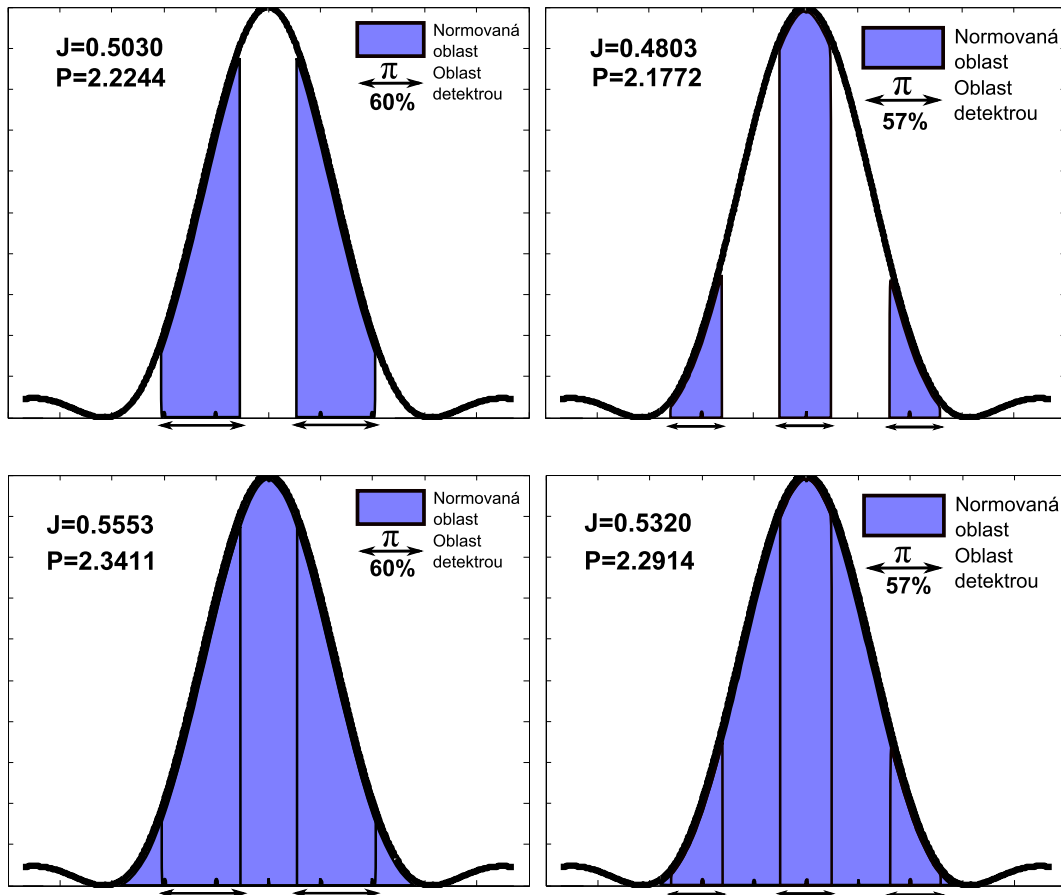 J=0.5030
P=2.2244
Normovaná
oblast
π
Oblast
60%
detektrou
J=0.4803
P=2.1772
Normovaná
oblast
π
Oblast
57%
detektrou
J=0.5553
P=2.3411
Normovaná
oblast
π
Oblast
60%
detektrou
J=0.5320
P=2.2914
Normovaná
oblast
π
Oblast
57%
detektrou